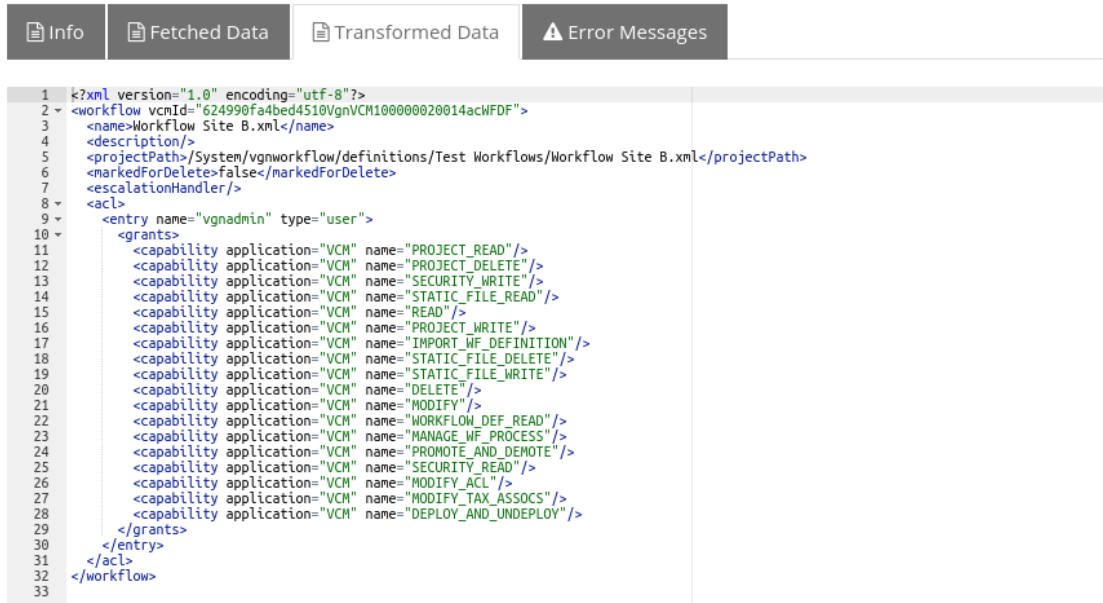 Info Fetched Data Transformed Data Error Messages
1 <?xml version="1.0" encoding="utf-8"?>
2 <workflow vcmId="624990fa4bed4510VgnVCM100000020014acWFDF">
3 <name>Workflow Site B.xml</name>
4 <description/>
5 <projectPath>/System/vgnworkflow/definitions/Test Workflows/Workflow Site B.xml</projectPath>
6 <markedForDelete>false</markedForDelete>
7 <escalationHandler/>
8 <acl>
9 <entry name="vgnadmin" type="user">
10 <grants>
11 <capability application="VCM" name="PROJECT_READ"/>
12 <capability application="VCM" name="PROJECT_DELETE"/>
13 <capability application="VCM" name="SECURITY_WRITE"/>
14 <capability application="VCM" name="STATIC_FILE_READ"/>
15 <capability application="VCM" name="READ"/>
16 <capability application="VCM" name="PROJECT_WRITE"/>
17 <capability application="VCM" name="IMPORT_WF_DEFINITION"/>
18 <capability application="VCM" name="STATIC_FILE_DELETE"/>
19 <capability application="VCM" name="STATIC_FILE_WRITE"/>
20 <capability application="VCM" name="DELETE"/>
21 <capability application="VCM" name="MODIFY"/>
22 <capability application="VCM" name="WORKFLOW_DEF_READ"/>
23 <capability application="VCM" name="MANAGE_WF_PROCESS"/>
24 <capability application="VCM" name="PROMOTE_AND_DEMOTE"/>
25 <capability application="VCM" name="SECURITY_READ"/>
26 <capability application="VCM" name="MODIFY_ACL"/>
27 <capability application="VCM" name="MODIFY_TAX_ASSOCS"/>
28 <capability application="VCM" name="DEPLOY_AND_UNDEPLOY"/>
29 </grants>
30 </entry>
31 </acl>
32 </workflow>
33